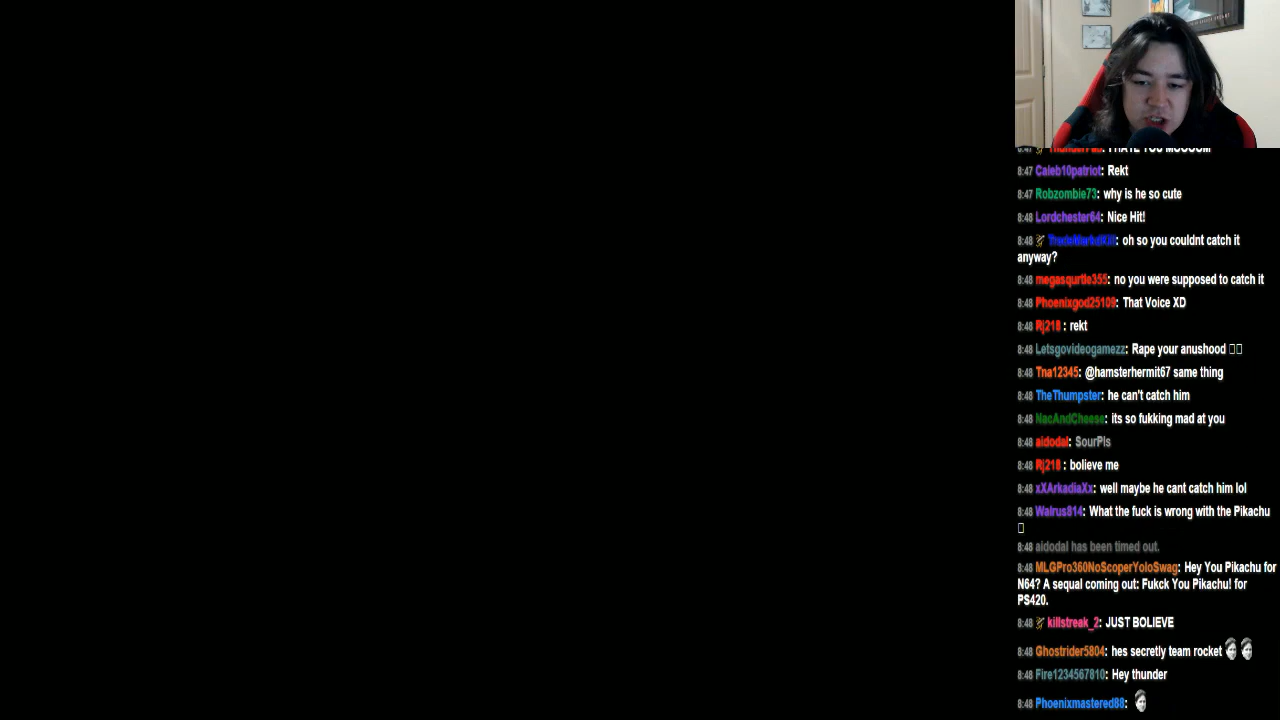 8:47 Caleb10patriot: Rekt
8:47 Robzombie73: why is he so cute
8:48 Lordchester64: Nice Hit!
8:48 oh so you couldnt catch it
anyway?
8:48 megasqurtle355: no you were supposed to catch it
8:48 Phoenixgod25109: That Voice XD
8:48 Rj218 : rekt
8:48 Letsgovideogamezz: Rape your anushood
8:48 Tna12345: @hamsterhermit67 same thing
8:48 TheThumpster: he can't catch him
8:48 NacAndCheese: its so fukking mad at you
8:48 aidodal: SourPls
8:48 Rj218 : bolieve me
8:48 xXArkadiaXx: well maybe he cant catch him lol
8:48 Walrus814: What the fuck is wrong with the Pikachu
8:48 aidodal has been timed out.
8:48 MLGPro360NoScoperYoloSwag: Hey You Pikachu for
N64? A sequal coming out: Fukck You Pikachu! for
PS420.
8:48 killstreak_2: JUST BOLIEVE
8:48 Ghostrider5804: hes secretly team rocket
8:48 Fire1234567810: Hey thunder
8:48 Phoenixmastered88: